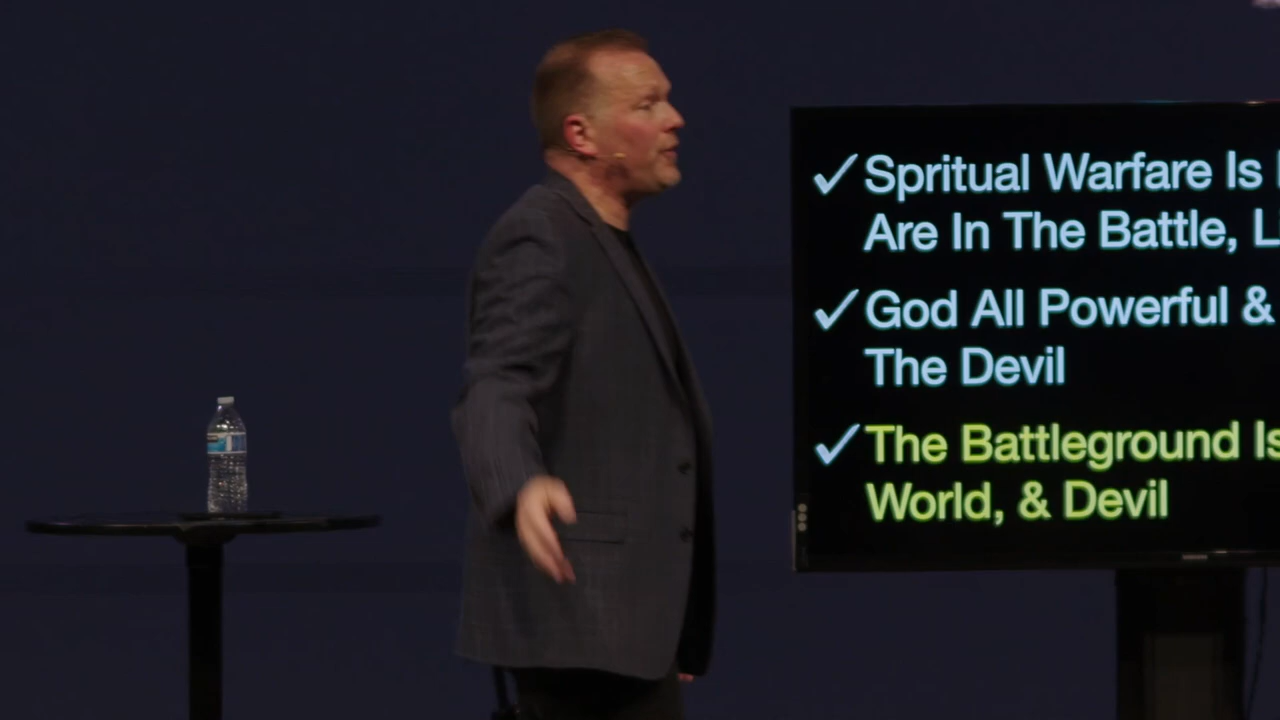 ✓ Spritual Warfare Is
Are In The Battle,
God All Powerful &
The Devil
The Battleground Is
World, & Devil